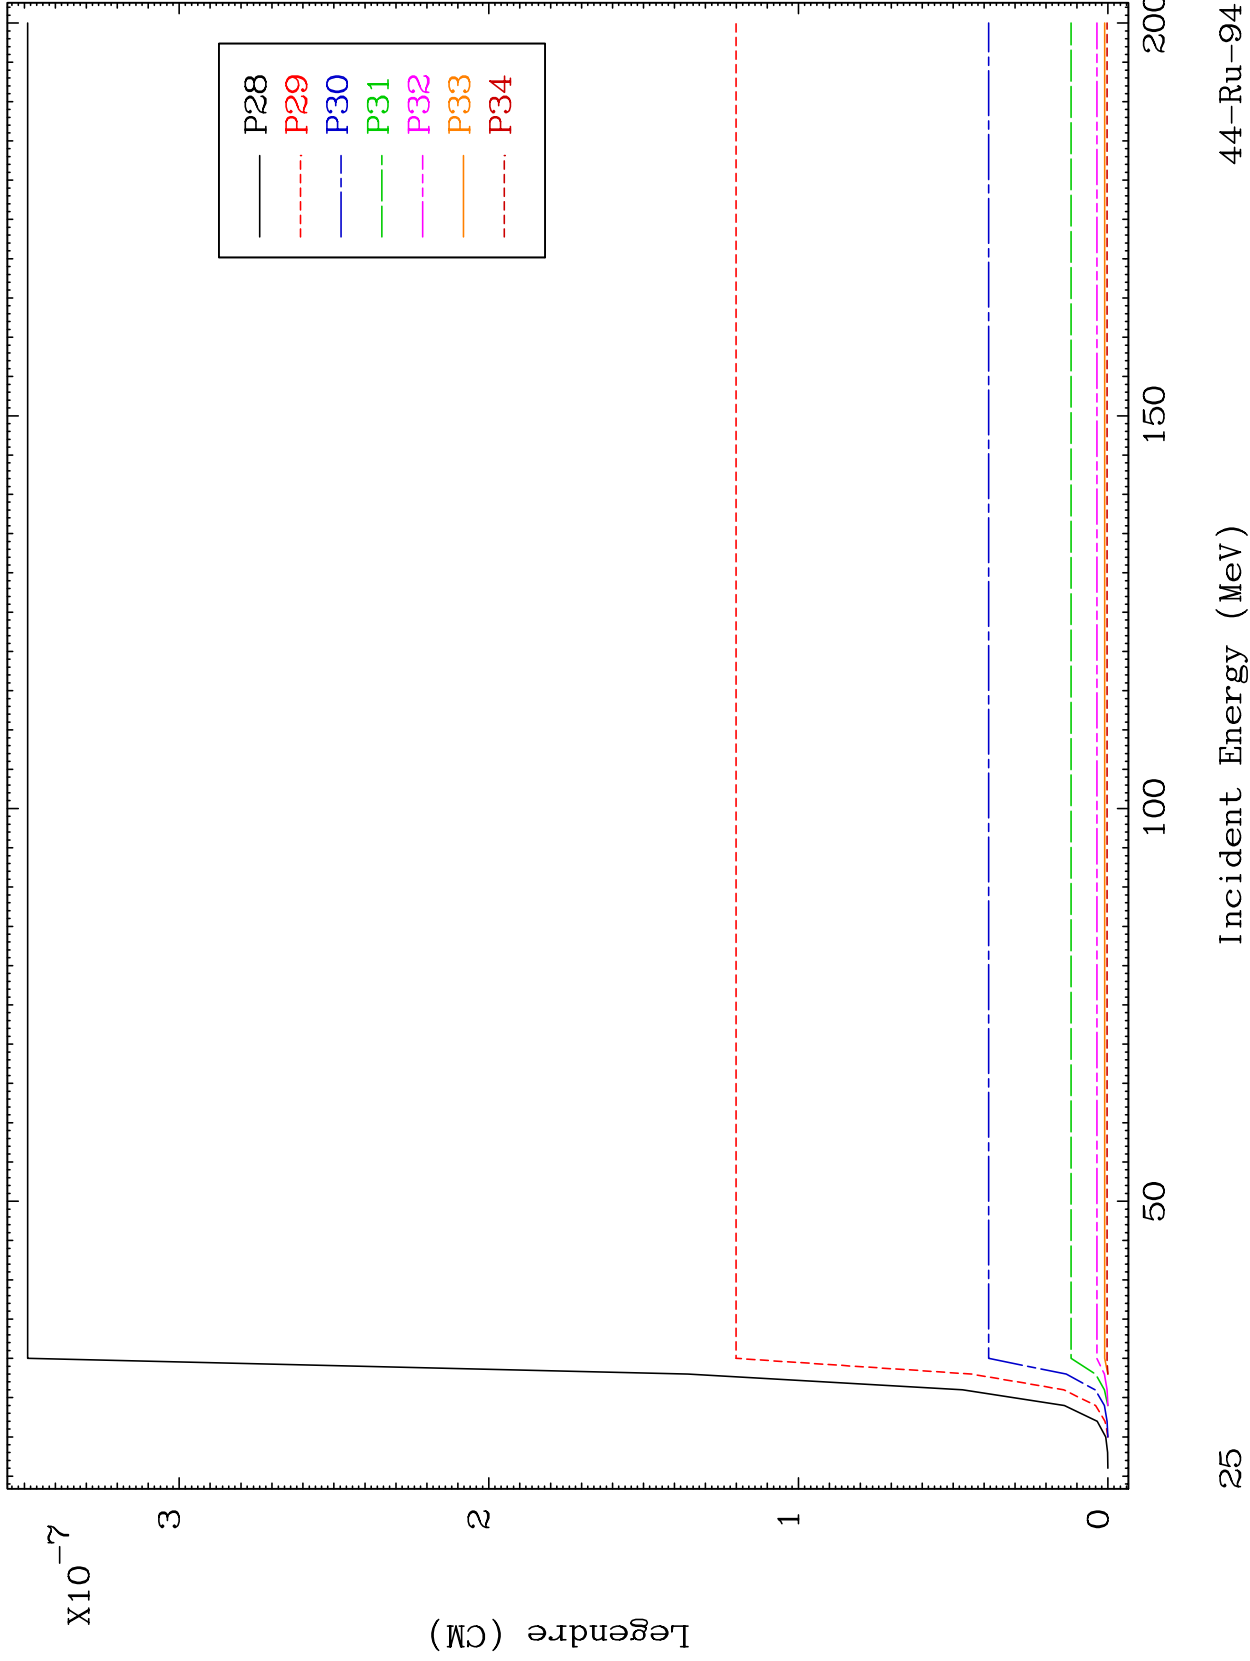 X10-7
3
2
1
0
Legendre (CM)
P28
P29
P30
P31
P32
P33
P34
50
100
150
200
Incident Energy (MeV)
25
44-Ru-94